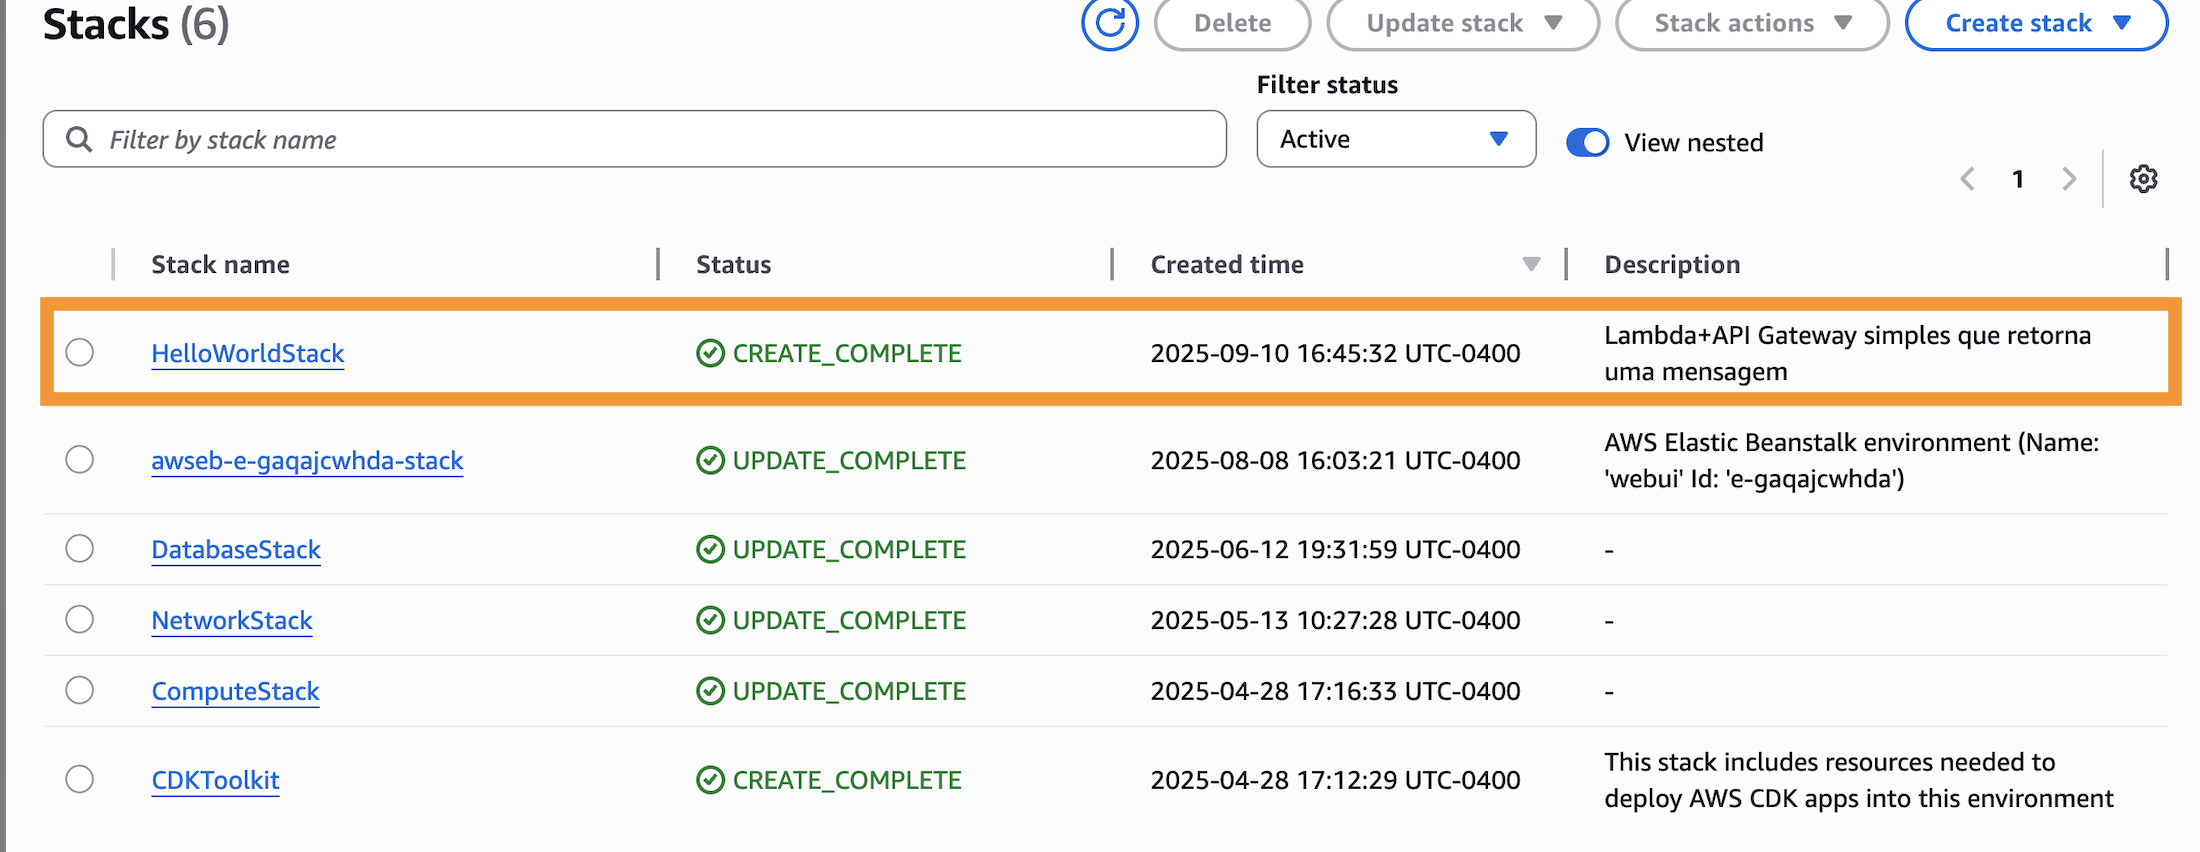 Stacks (6)
Delete
Update stack
Stack actions
Create stack
Filter status
Filter by stack name
Active
View nested
1
Stack name
Status
Created time
Description
HelloWorldStack
CREATE_COMPLETE
2025-09-10 16:45:32 UTC-0400
Lambda+API Gateway simples que retorna
uma mensagem
awseb-e-gaqajcwhda-stack
UPDATE_COMPLETE
2025-08-08 16:03:21 UTC-0400
AWS Elastic Beanstalk environment (Name:
'webui' Id: 'e-gaqajcwhda')
DatabaseStack
UPDATE_COMPLETE
2025-06-12 19:31:59 UTC-0400
-
NetworkStack
UPDATE_COMPLETE
2025-05-13 10:27:28 UTC-0400
-
ComputeStack
UPDATE_COMPLETE
2025-04-28 17:16:33 UTC-0400
-
CDKToolkit
CREATE_COMPLETE
2025-04-28 17:12:29 UTC-0400
This stack includes resources needed to
deploy AWS CDK apps into this environment